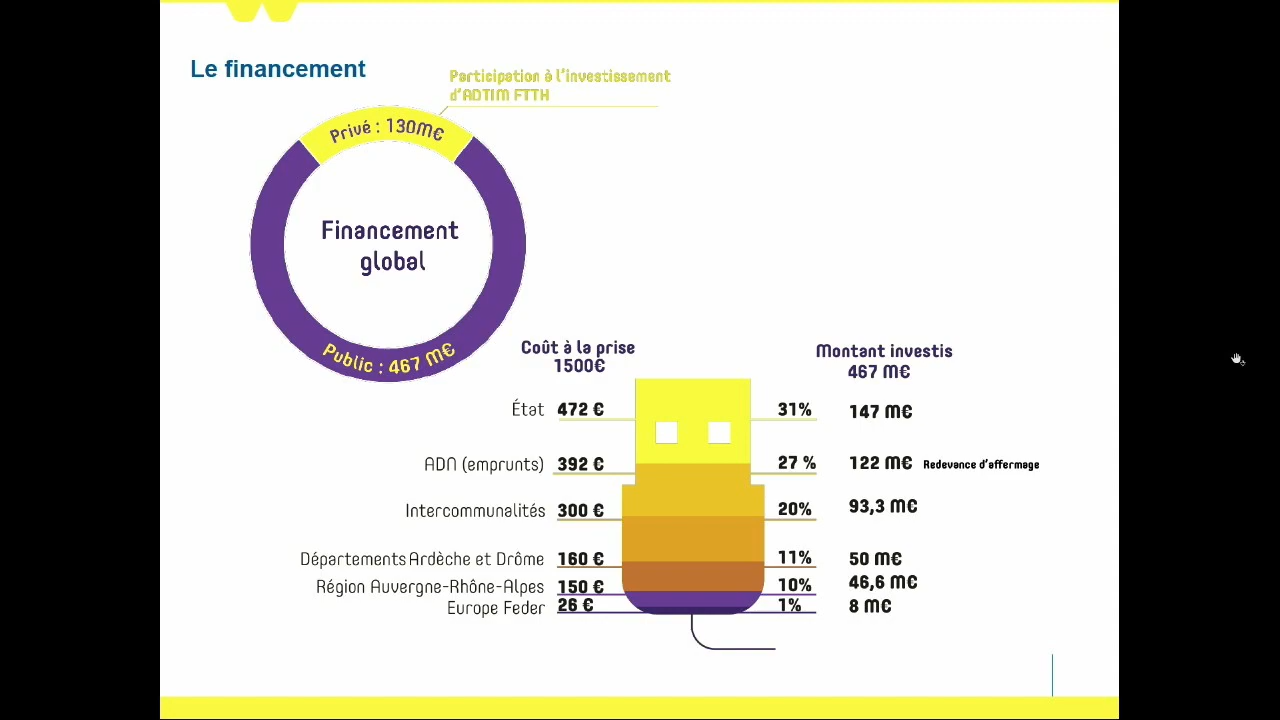 Le financement
Participation à l'investissement
d'ADTIM FTTH
Privé : 130M€
Financement
global
Public : 467 M€
Coût à la prise
1500€
Montant investis
467 M€
État 472 € 31% 147 M€
ADN (emprunts) 392 € 27 % 122 M€ Redevance d'affermage
Intercommunalités 300 € 20% 93,3 M€
Départements Ardèche et Drôme 160 € 11% 50 M€
Région Auvergne-Rhône-Alpes 150 € 10% 46,6 M€
Europe Feder 26 € 1% 8 M€